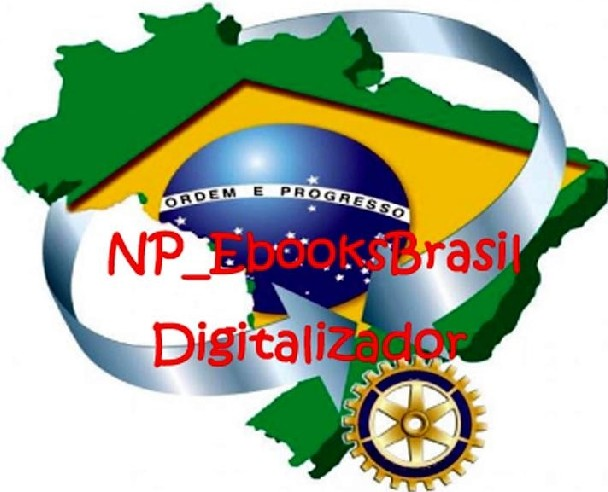 ORDEM E PROGRESSO
NP_EbooksBrasil
Digitalizador